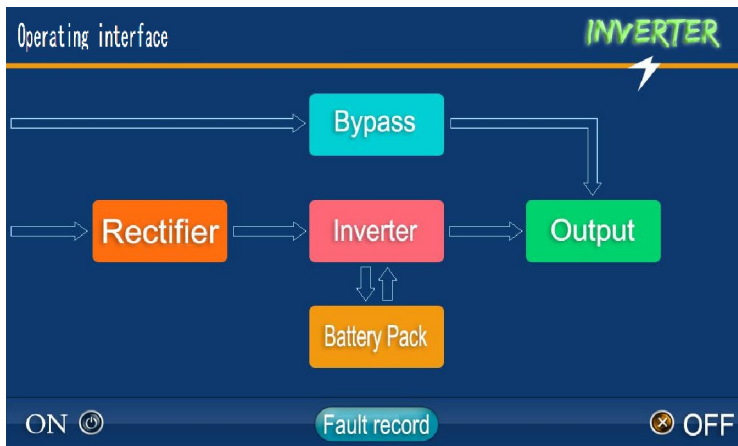 Operating interface
INVERTER
Bypass
Rectifier
Inverter
Output
Battery Pack
ON
Fault record
OFF